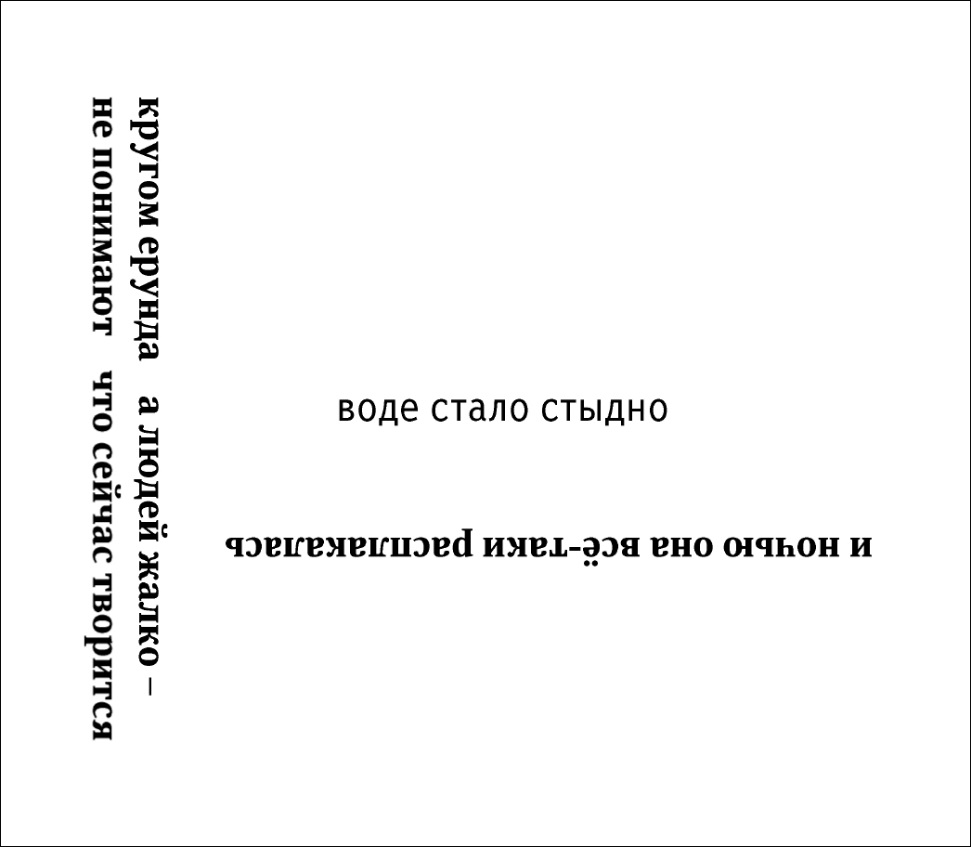 кругом ерунда а людей жалко –
не понимают что сейчас творится
воде стало стыдно
и ночью она всё-таки расплакалась